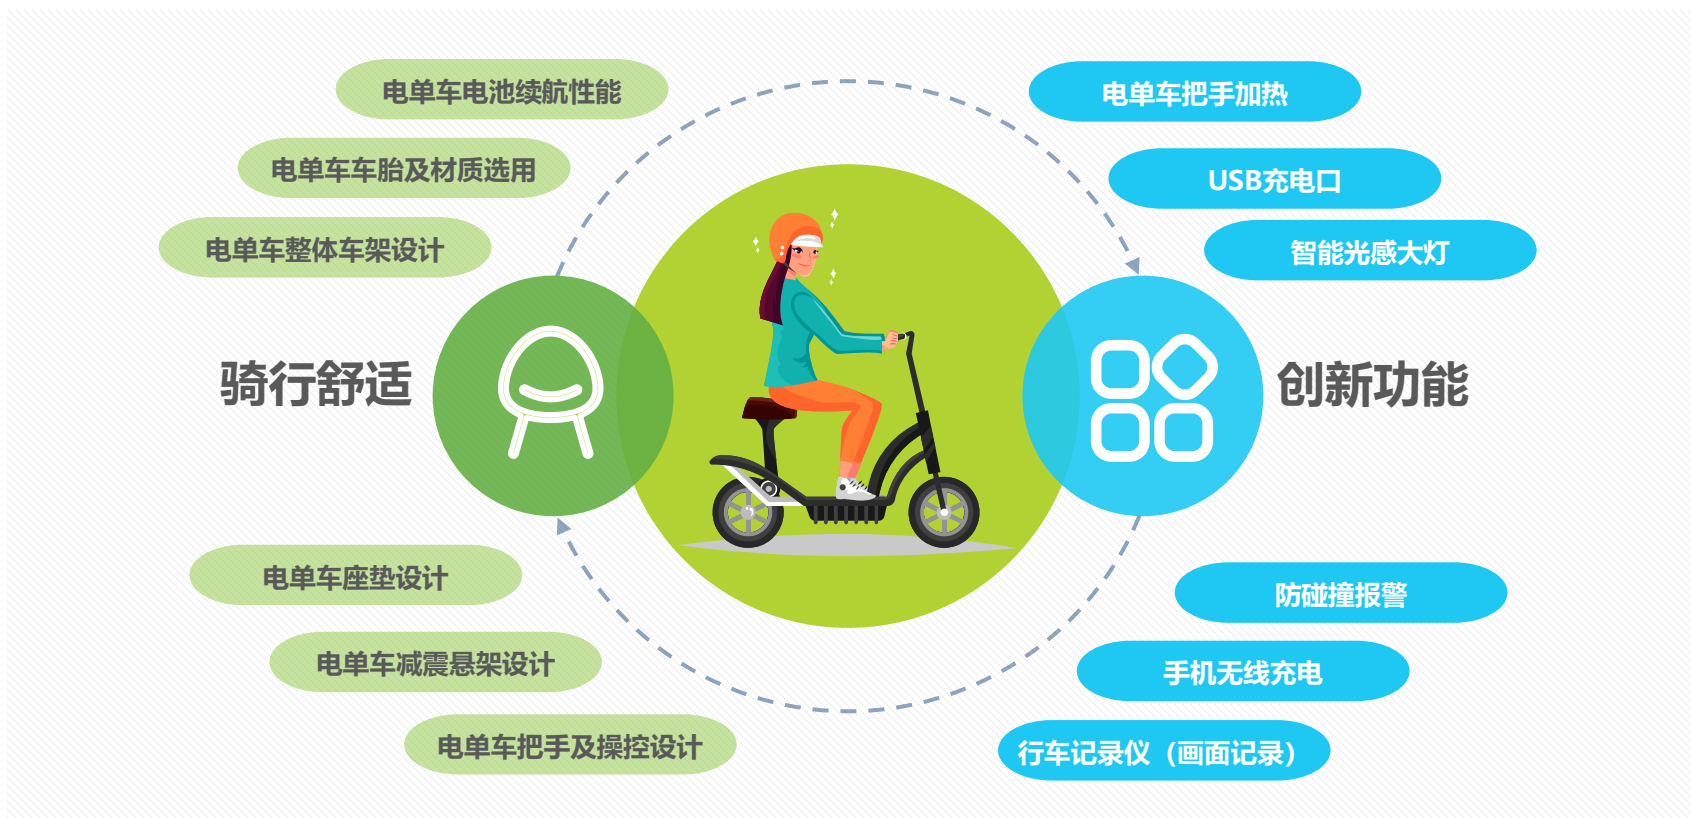 电单车电池续航性能
电单车车胎及材质选用
电单车整体车架设计
骑行舒适
电单车座垫设计
电单车减震悬架设计
电单车把手及操控设计
电单车把手加热
USB充电口
智能光感大灯
创新功能
防碰撞报警
手机无线充电
行车记录仪（画面记录）